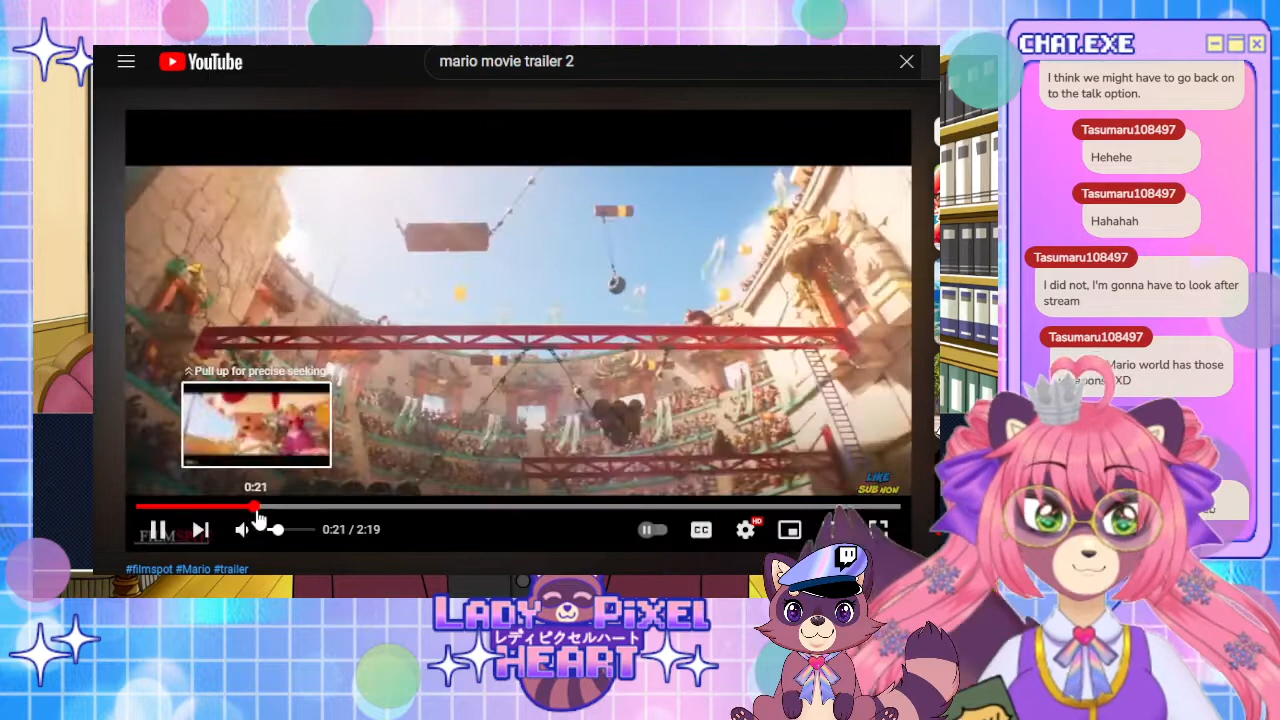 YouTube
mario movie trailer 2
CHAT.EXE
I think we might have to go back on
to the talk option.
Tasumaru108497
Hehehe
Tasumaru108497
Hahahah
Tasumaru108497
I did not, I'm gonna have to look after
stream
Tasumaru108497
Mario world has those
XD
Pull up for precise seeking
0:21
LIKE
SUB NOW
0:21 / 2:19
CC
HD
#filmspot #Mario #trailer
LADY PIXEL
レディピクセルハート
HEART